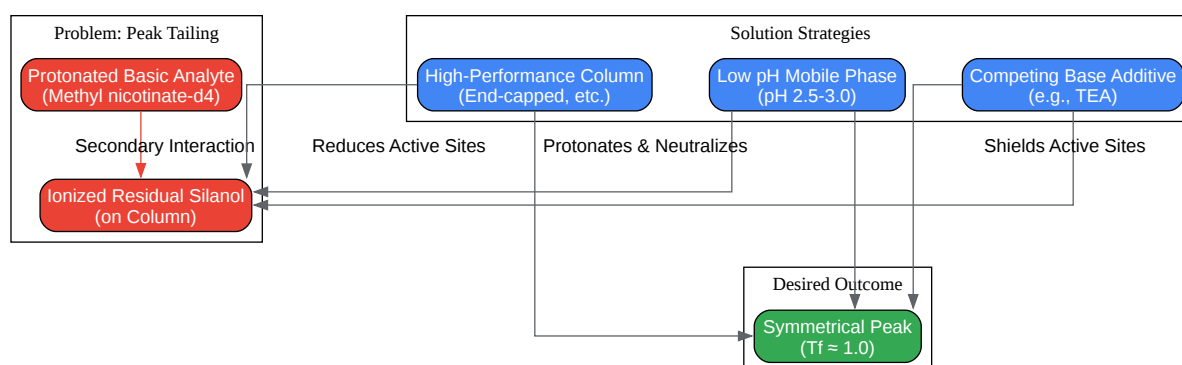 Problem: Peak Tailing
Protonated Basic Analyte
(Methyl nicotinate-d4)
Secondary Interaction
Ionized Residual Silanol
(on Column)
Solution Strategies
High-Performance Column
(End-capped, etc.)
Low pH Mobile Phase
(pH 2.5-3.0)
Competing Base Additive
(e.g., TEA)
Reduces Active Sites
Protonates & Neutralizes
Shields Active Sites
Desired Outcome
Symmetrical Peak
(Tf ≈ 1.0)